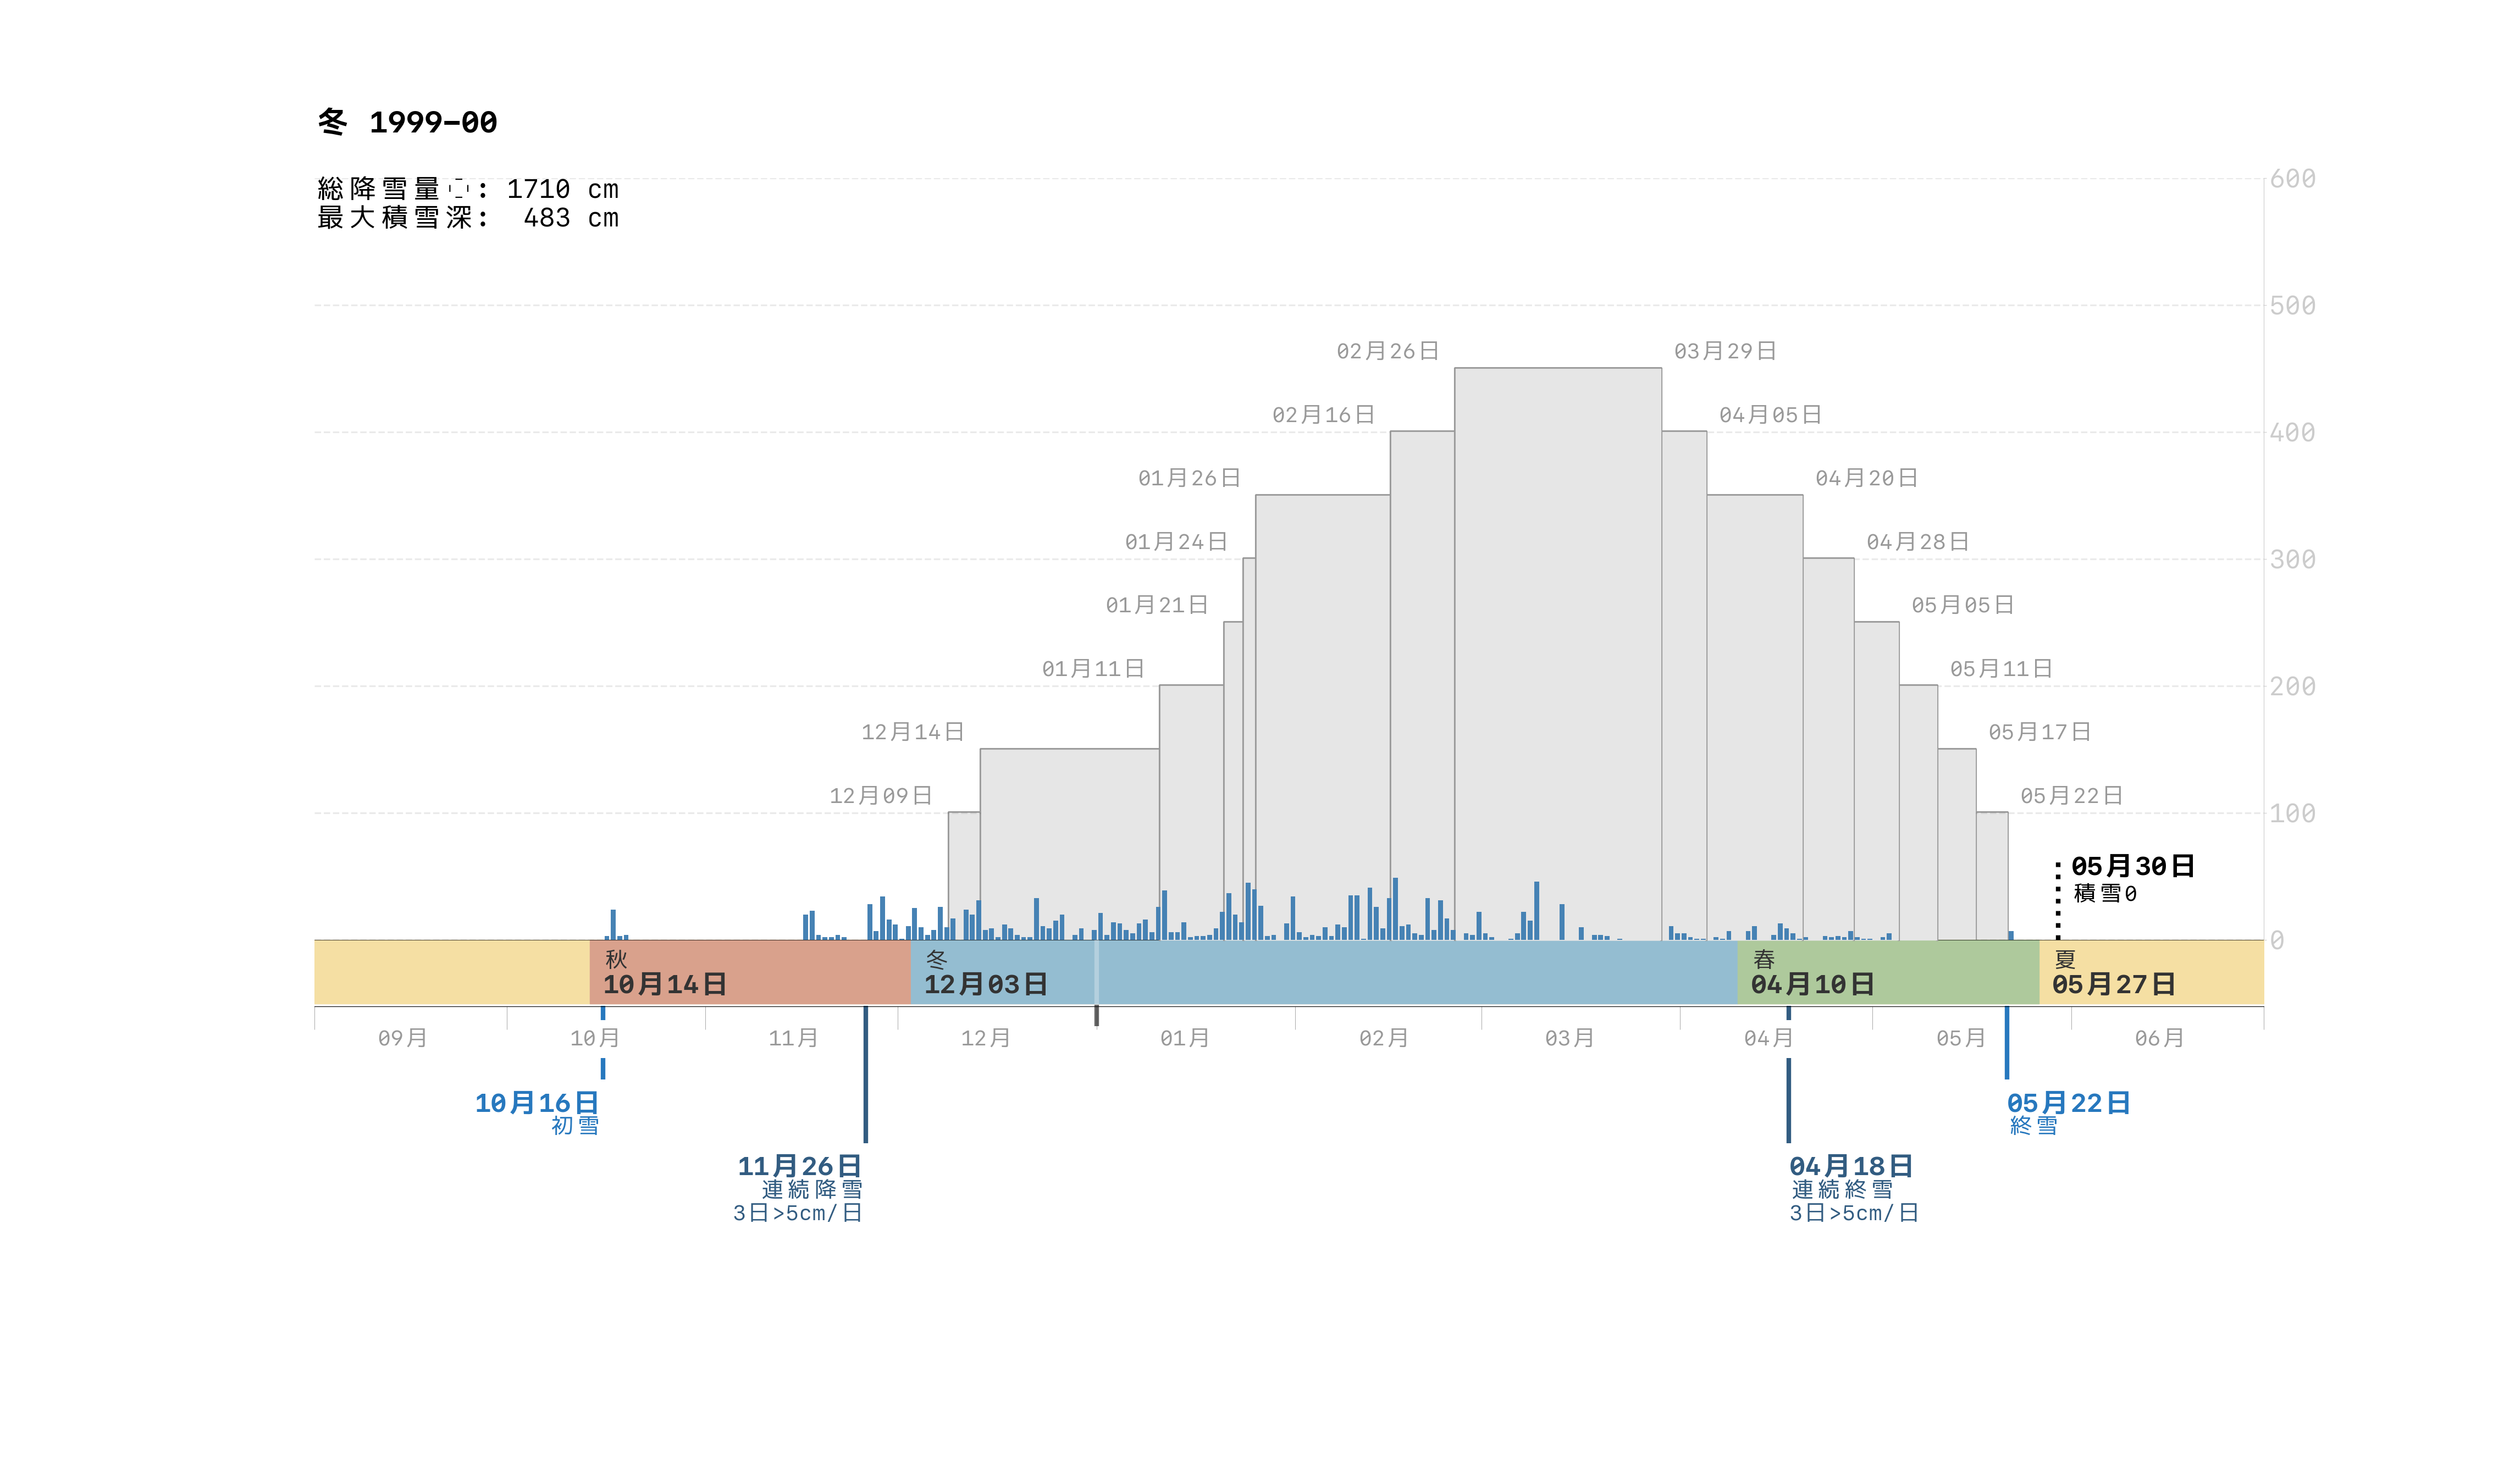 冬 1999–00
総降雪量 : 1710 cm
最大積雪深: 483 cm
600
500
02月26日
03月29日
02月16日
04月05日
400
01月26日
04月20日
01月24日
04月28日
300
01月21日
05月05日
01月11日
05月11日
200
12月14日
05月17日
12月09日
05月22日
100
05月30日
積雪0
0
秋
10月14日
冬
12月03日
春
04月10日
夏
05月27日
09月
10月
11月
12月
01月
02月
03月
04月
05月
06月
10月16日
初雪
05月22日
終雪
11月26日
連続降雪
3日>5cm/日
04月18日
連続終雪
3日>5cm/日